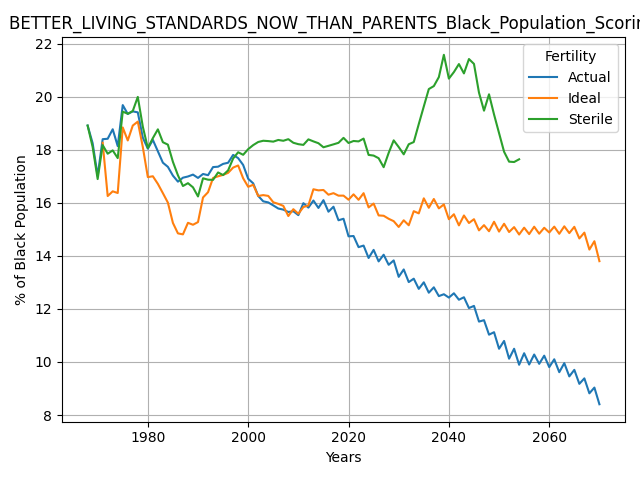 BETTER_LIVING_STANDARDS_NOW_THAN_PARENTS_Black_Population_Scorin
22
20
18
16
14
12
10
8
% of Black Population
Fertility
Actual
Ideal
Sterile
1980
2000
2020
2040
2060
Years